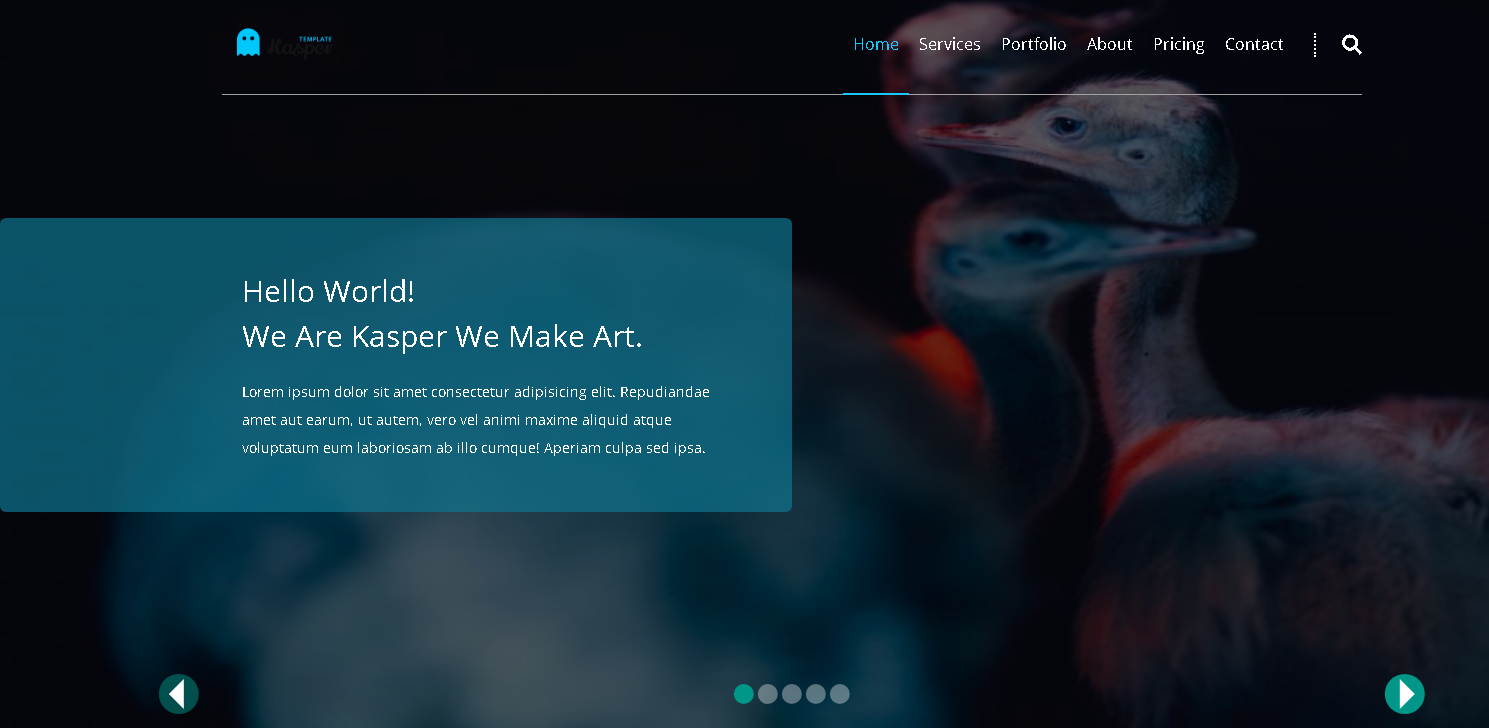 TEMPLATE
Kasper
Home Services Portfolio About Pricing Contact
Hello World!
We Are Kasper We Make Art.
Lorem ipsum dolor sit amet consectetur adipisicing elit. Repudiandae
amet aut earum, ut autem, vero vel animi maxime aliquid atque
voluptatum eum laboriosam ab illo cumque! Aperiam culpa sed ipsa.